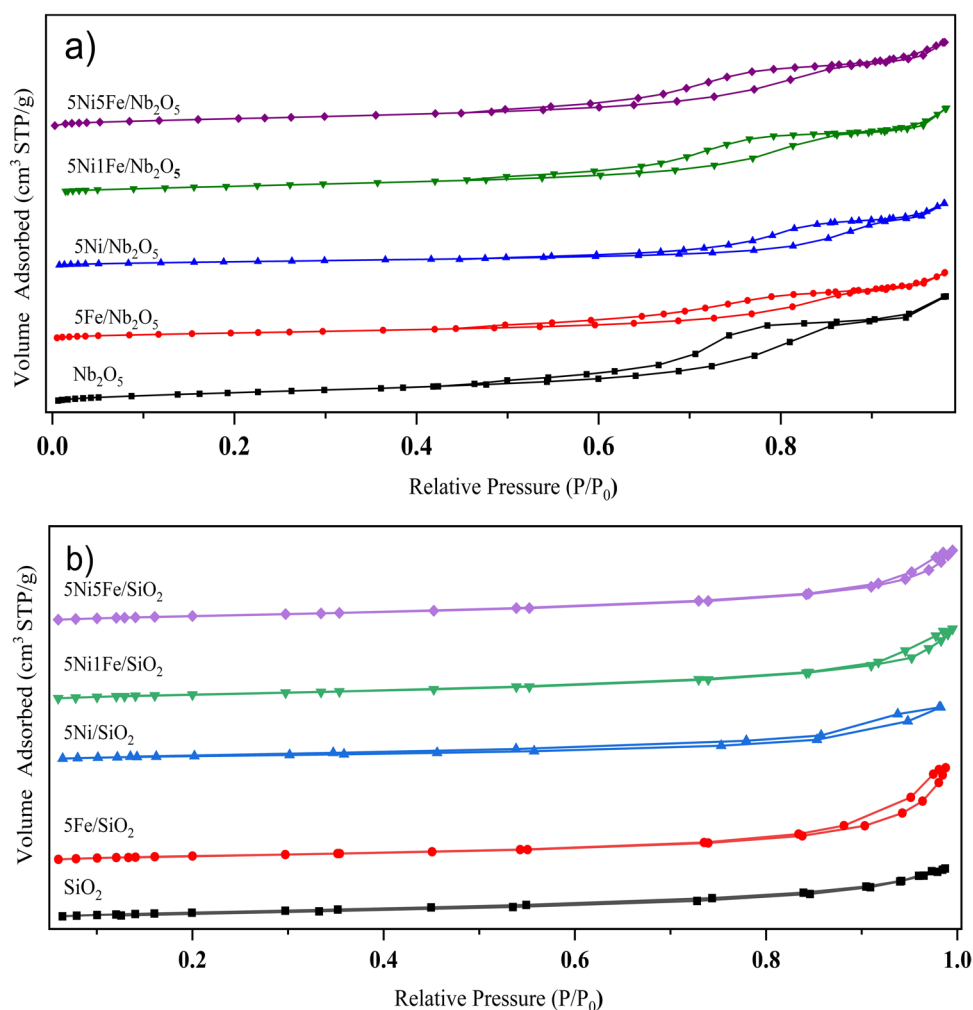 a)
5Ni5Fe/Nb₂O₅
5Ni1Fe/Nb₂O₅
5Ni/Nb₂O₅
5Fe/Nb₂O₅
Nb₂O₅
Volume Adsorbed (cm³ STP/g)
0.0 0.2 0.4 0.6 0.8
Relative Pressure (P/P₀)
b)
5Ni5Fe/SiO₂
5Ni1Fe/SiO₂
5Ni/SiO₂
5Fe/SiO₂
SiO₂
Volume Adsorbed (cm³ STP/g)
0.2 0.4 0.6 0.8 1.0
Relative Pressure (P/P₀)